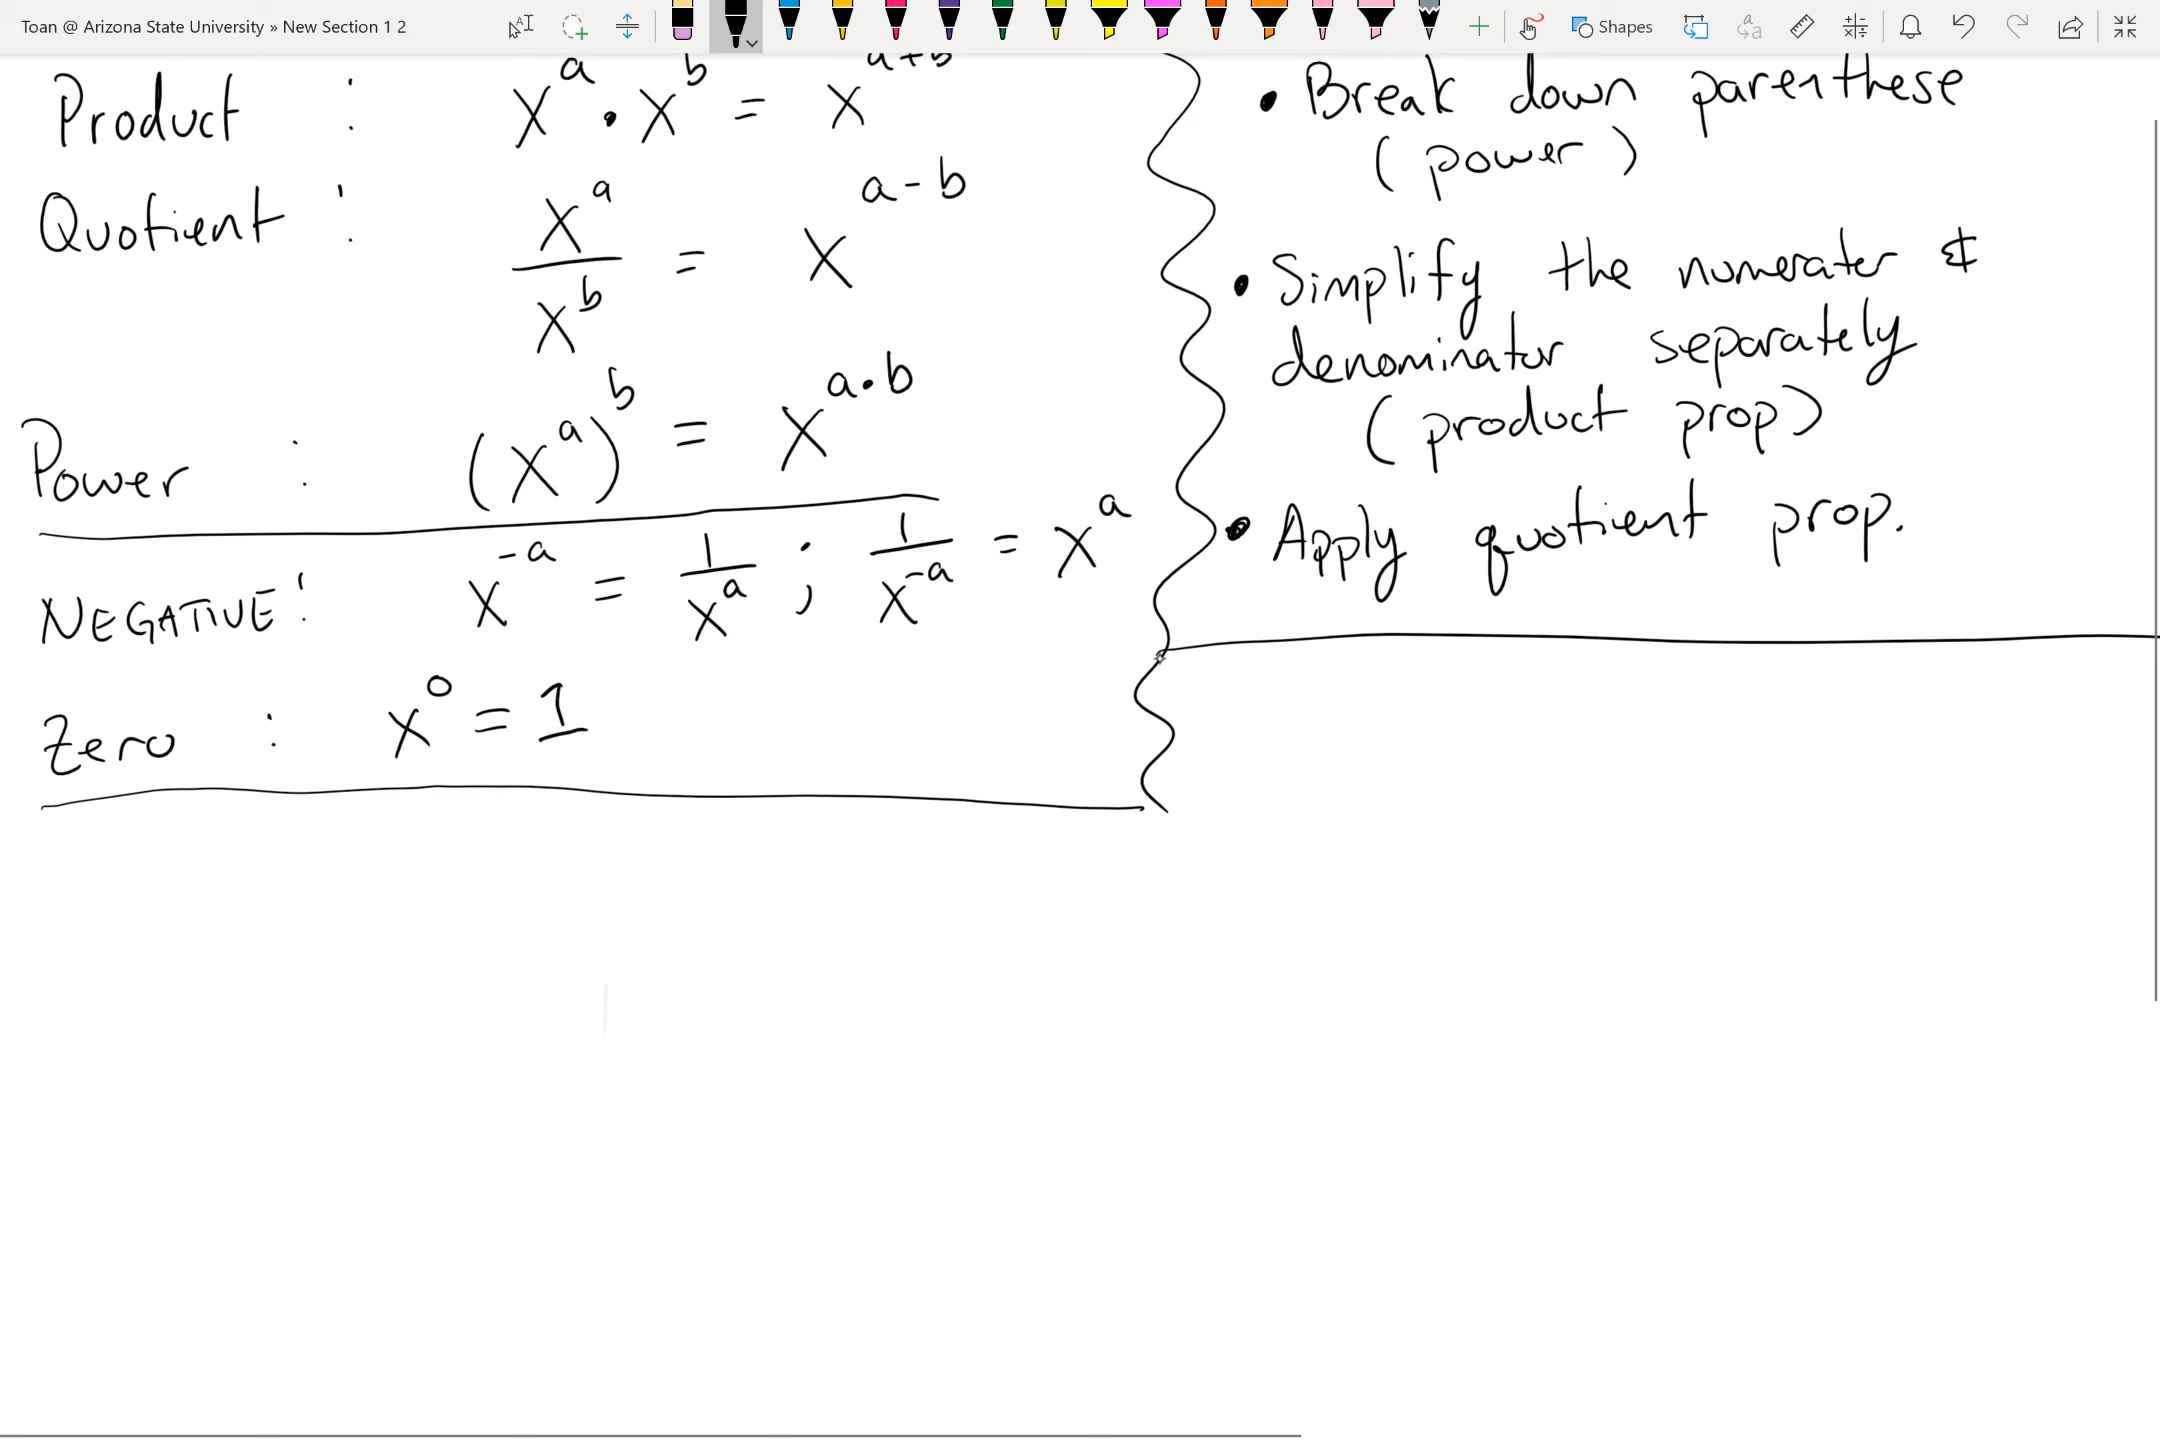 Toan @ Arizona State University » New Section 1 2
Shapes
Product : x^a · x^b = x^(a+b)
Quotient : x^a / x^b = x^(a-b)
Power : (x^a)^b = x^(a·b)
NEGATIVE : x^(-a) = 1/x^a ; 1/x^(-a) = x^a
Zero : x^0 = 1
• Break down parenthese
(power)
• Simplify the numerater &
denominator separately
(product prop)
• Apply quotient prop.